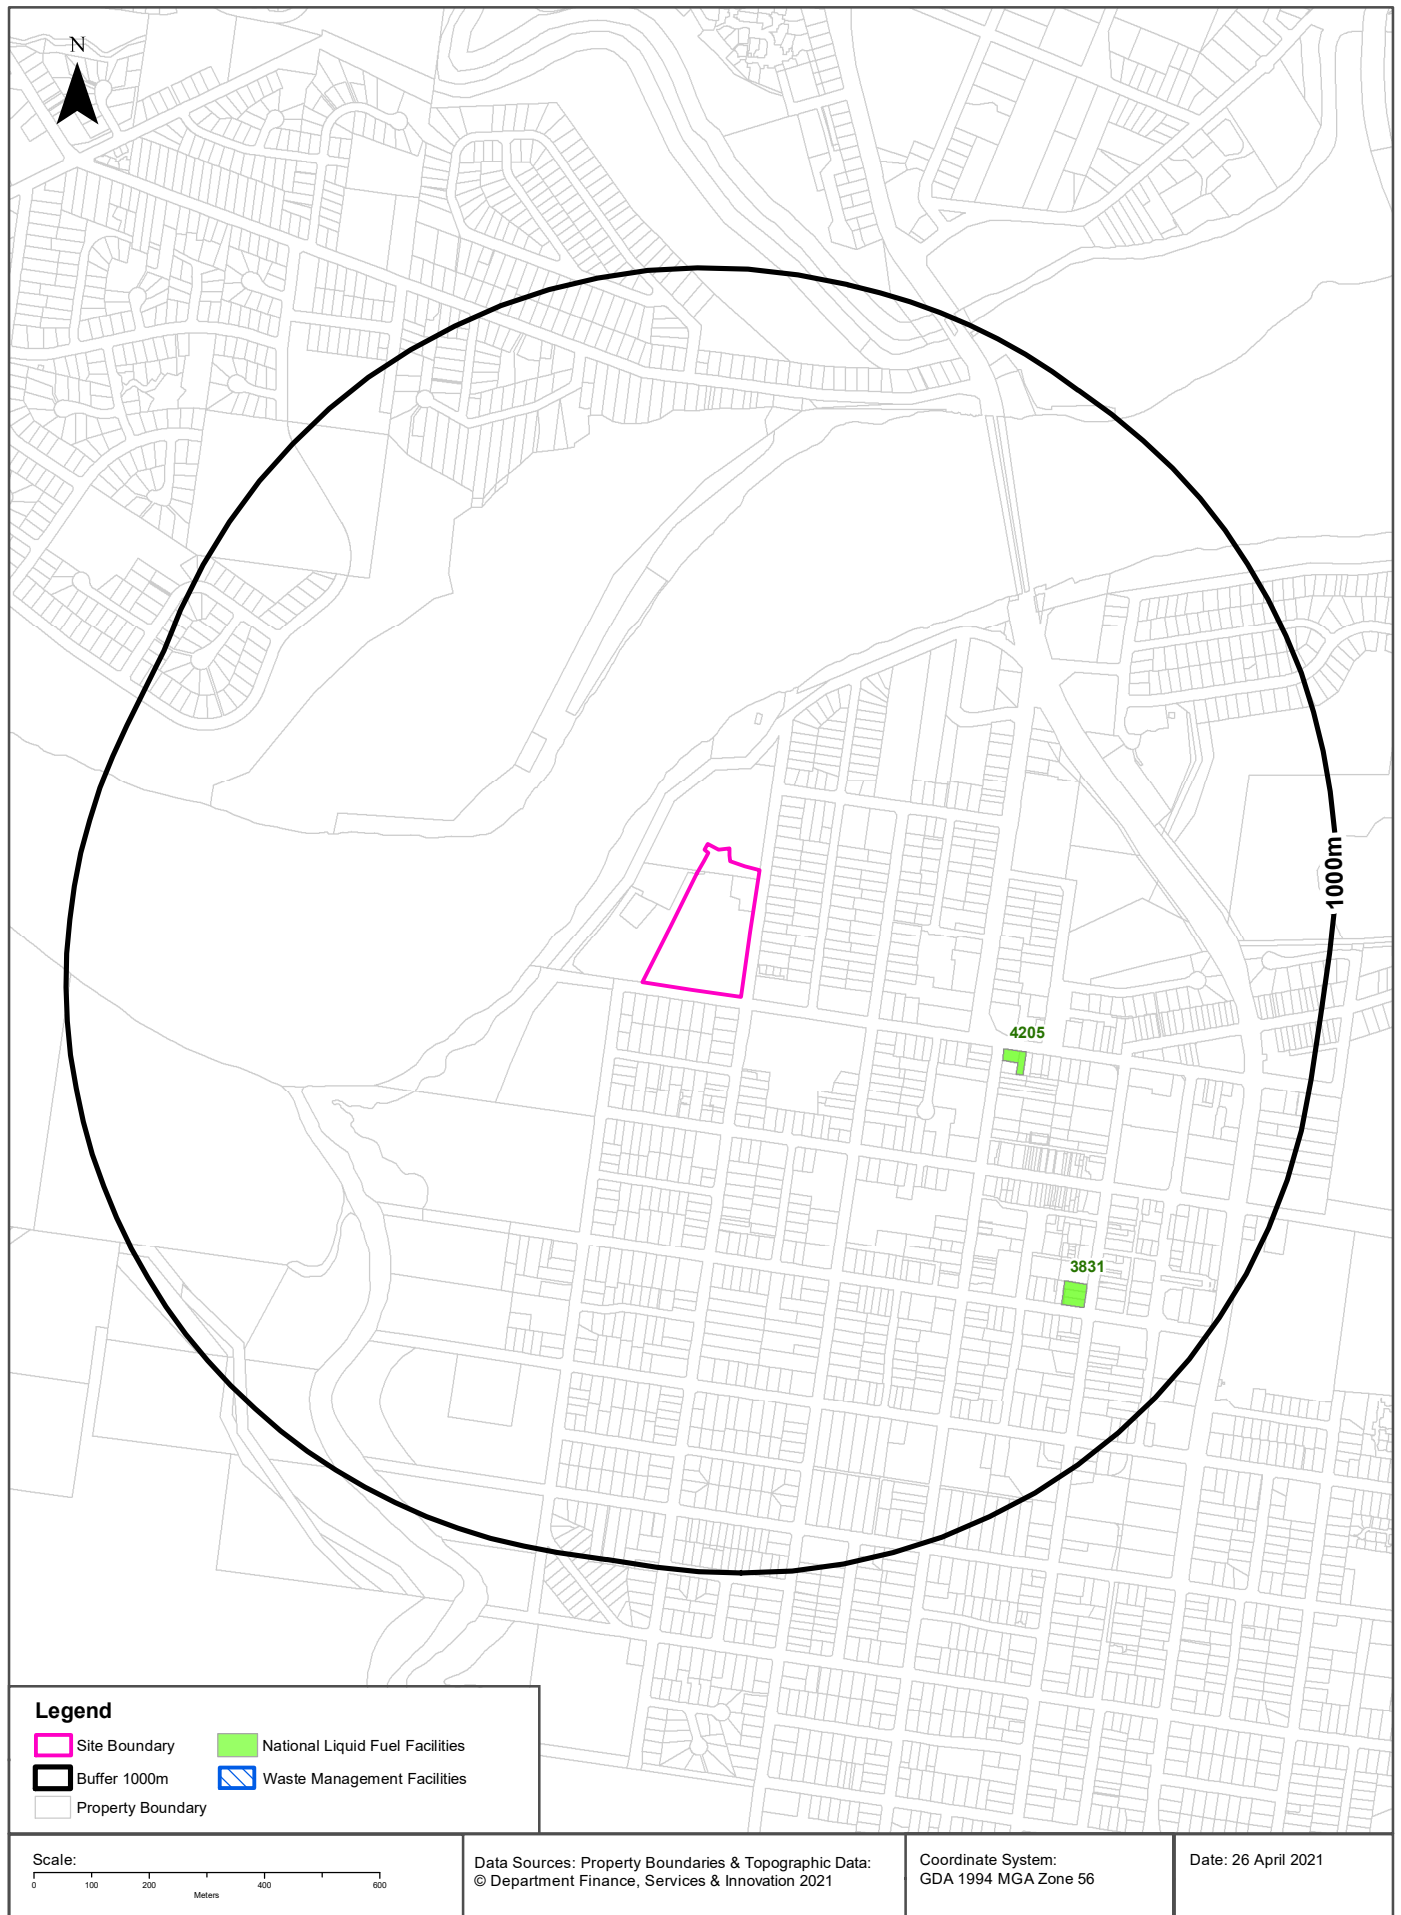 N
1000m
4205
3831
Legend
Site Boundary
National Liquid Fuel Facilities
Buffer 1000m
Waste Management Facilities
Property Boundary
Scale:
0 100 200 400 600
Meters
Data Sources: Property Boundaries & Topographic Data:
© Department Finance, Services & Innovation 2021
Coordinate System:
GDA 1994 MGA Zone 56
Date: 26 April 2021